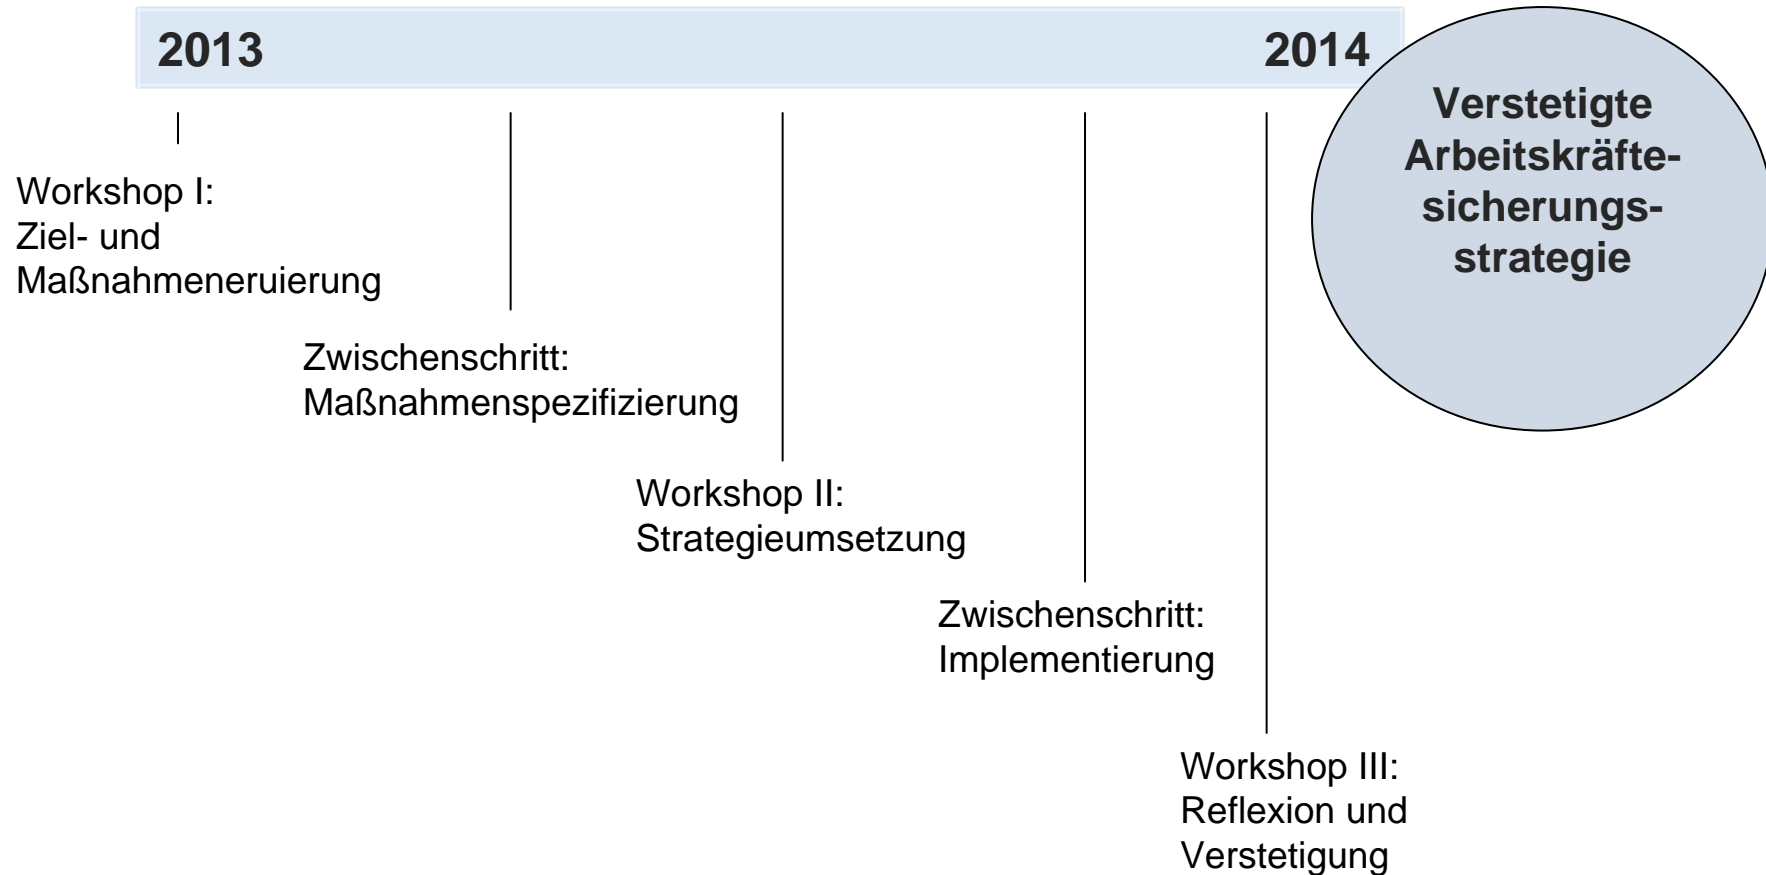 2013
2014
Verstetigte
Arbeitskräfte-
sicherungs-
strategie
Workshop I:
Ziel- und
Maßnahmeneruierung
Zwischenschritt:
Maßnahmenspezifizierung
Workshop II:
Strategieumsetzung
Zwischenschritt:
Implementierung
Workshop III:
Reflexion und
Verstetigung